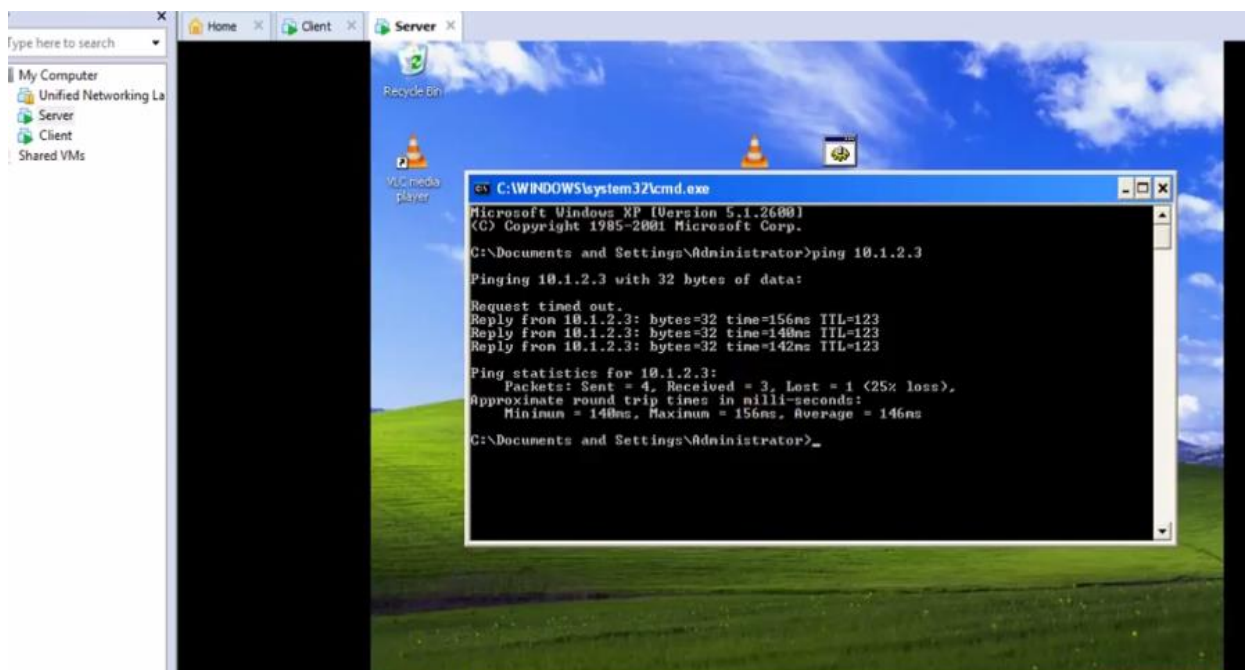 Home
Client
Server
Type here to search
My Computer
Unified Networking La
Server
Client
Shared VMs
Recycle Bin
VLC media
player
C:\WINDOWS\system32\cmd.exe
Microsoft Windows XP [Version 5.1.2600]
(C) Copyright 1985-2001 Microsoft Corp.
C:\Documents and Settings\Administrator>ping 10.1.2.3
Pinging 10.1.2.3 with 32 bytes of data:
Request timed out.
Reply from 10.1.2.3: bytes=32 time=156ms TTL=123
Reply from 10.1.2.3: bytes=32 time=140ms TTL=123
Reply from 10.1.2.3: bytes=32 time=142ms TTL=123
Ping statistics for 10.1.2.3:
Packets: Sent = 4, Received = 3, Lost = 1 (25% loss),
Approximate round trip times in milli-seconds:
Minimum = 140ms, Maximum = 156ms, Average = 146ms
C:\Documents and Settings\Administrator>_